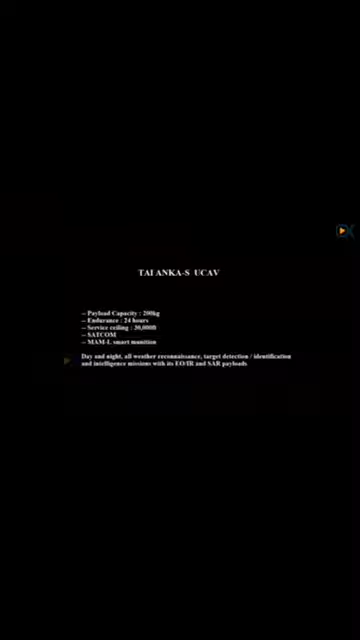 TAI ANKA-S UCAV
-- Payload Capacity : 200kg
-- Endurance : 24 hours
-- Service ceiling : 30,000ft
-- SATCOM
-- MAM-L smart munition
Day and night, all weather reconnaissance, target detection / identification
and intelligence missions with its EO/IR and SAR payloads